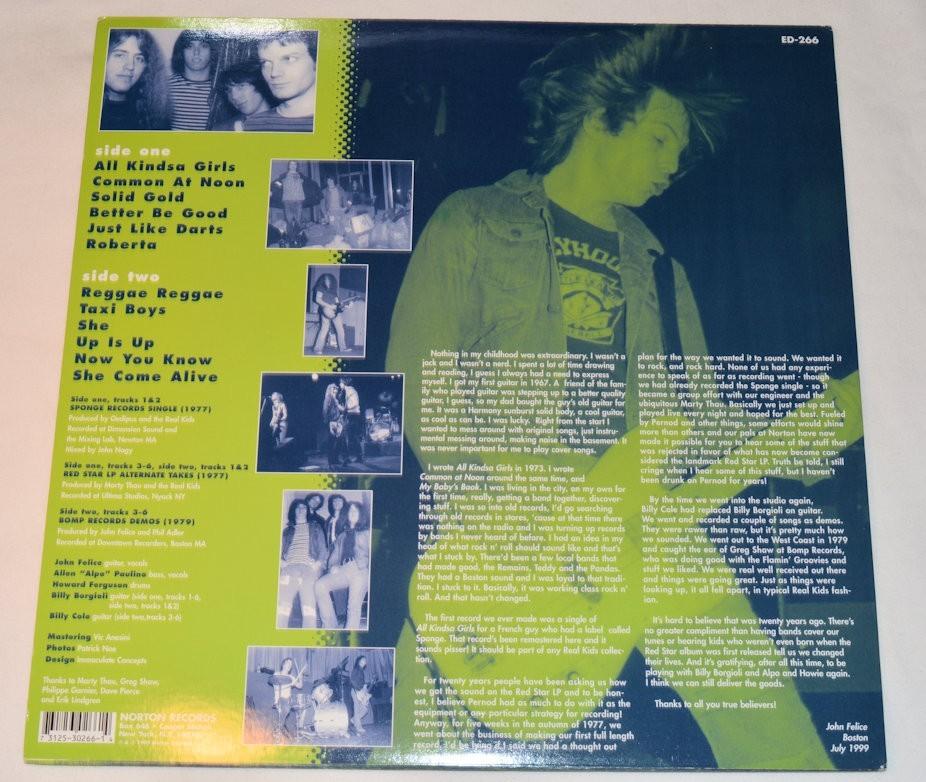 ED-266
side one
All Kindsa Girls
Common At Noon
Solid Gold
Better Be Good
Just Like Darts
Roberta
side two
Reggae Reggae
Taxi Boys
She
Up Is Up
Now You Know
She Come Alive
Side one, tracks 1&2
SPONGE RECORDS SINGLE (1977)
Produced by Oedipus and the Real Kids
Recorded at Dimension Sound and
the Mixing Lab, Newton MA
Mixed by John Nagy
Side one, tracks 3-6, side two, tracks 1&2
RED STAR LP ALTERNATE TAKES (1977)
Produced by Marty Thau and the Real Kids
Recorded at Ultima Studios, Nyack NY
Side two, tracks 3-6
BOMP RECORDS DEMOS (1979)
Produced by John Felice and Phil Adler
Recorded at Downtown Recorders, Boston MA
John Felice guitar, vocals
Allen "Alpo" Paulino bass, vocals
Howard Ferguson drums
Billy Borgioli guitar (side one, tracks 1-6,
side two, tracks 1&2)
Billy Cole guitar (side two, tracks 3-6)
Mastering Vic Anesini
Photos Patrick Noe
Design Immaculate Concepts
Thanks to Marty Thau, Greg Shaw,
Philippe Garnier, Dave Pierce
and Erik Lindgren
NORTON RECORDS
Box 646 • Cooper Station
New York, N.Y.
7 3125-30266-1
Nothing in my childhood was extraordinary. I wasn't a
jock and I wasn't a nerd. I spent a lot of time drawing
and reading, I guess I always had a need to express
myself. I got my first guitar in 1967. A friend of the fam-
ily who played guitar was stepping up to a better quality
guitar, I guess, so my dad bought the guy's old guitar for
me. It was a Harmony sunburst solid body, a cool guitar,
as cool as can be. I was lucky. Right from the start I
wanted to mess around with original songs, just instru-
mental messing around, making noise in the basement. It
was never important for me to play cover songs.
I wrote All Kindsa Girls in 1973. I wrote
Common at Noon around the same time, and
My Baby's Book. I was living in the city, on my own for
the first time, really, getting a band together, discover-
ing stuff. I was so into old records, I'd go searching
through old records in stores, 'cause at that time there
was nothing on the radio and I was turning up records
by bands I never heard of before. I had an idea in my
head of what rock n' roll should sound like and that's
what I stuck by. There'd been a few local bands that
had made good, the Remains, Teddy and the Pandas.
They had a Boston sound and I was loyal to that tradi-
tion. I stuck to it. Basically, it was working class rock n'
roll. And that hasn't changed.
The first record we ever made was a single of
All Kindsa Girls for a French guy who had a label called
Sponge. That record's been remastered here and it
sounds pisser! It should be part of any Real Kids collec-
tion.
For twenty years people have been asking us how
we got the sound on the Red Star LP and to be hon-
est, I believe Pernod had as much to do with it as the
equipment or any particular strategy for recording!
Anyway, for five weeks in the autumn of 1977, we
went about the business of making our first full length
record. I'd be lying if I said we had a thought out
plan for the way we wanted it to sound. We wanted it
to rock, and rock hard. None of us had any experi-
ence to speak of as far as recording went - though
we had already recorded the Sponge single - so it
became a group effort with our engineer and the
ubiquitous Marty Thau. Basically we just set up and
played live every night and hoped for the best. Fueled
by Pernod and other things, some efforts would shine
more than others and our pals at Norton have now
made it possible for you to hear some of the stuff that
was rejected in favor of what has now become con-
sidered the landmark Red Star LP. Truth be told, I still
cringe when I hear some of this stuff, but I haven't
been drunk on Pernod for years!
By the time we went into the studio again,
Billy Cole had replaced Billy Borgioli on guitar.
We went and recorded a couple of songs as demos.
They were rawer than raw, but it's pretty much how
we sounded. We went out to the West Coast in 1979
and caught the ear of Greg Shaw at Bomp Records,
who was doing good with the Flamin' Groovies and
stuff was liked. We were real well received out there
and things were going great. Just as things were
looking up, it all fell apart, in typical Real Kids fash-
ion.
It's hard to believe that was twenty years ago. There's
no greater compliment than having bands cover our
tunes or hearing kids who weren't even born when the
Red Star album was first released tell us we changed
their lives. And it's gratifying, after all this time, to be
playing with Billy Borgioli and Alpo and Howie again.
I think we can still deliver the goods.
Thanks to all you true believers!
John Felice
Boston
July 1999